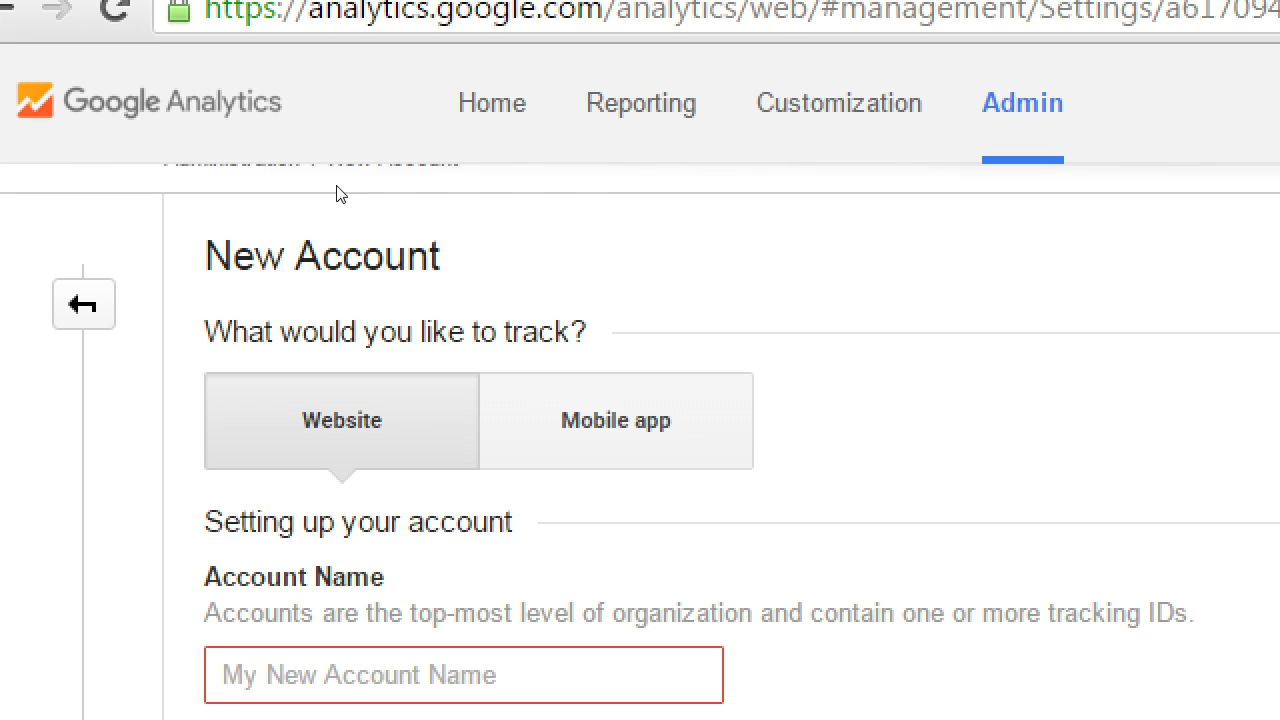 https://analytics.google.com/analytics/web/#management/Settings/a617094
Google Analytics
Home Reporting Customization Admin
New Account
What would you like to track?
Website Mobile app
Setting up your account
Account Name
Accounts are the top-most level of organization and contain one or more tracking IDs.
My New Account Name